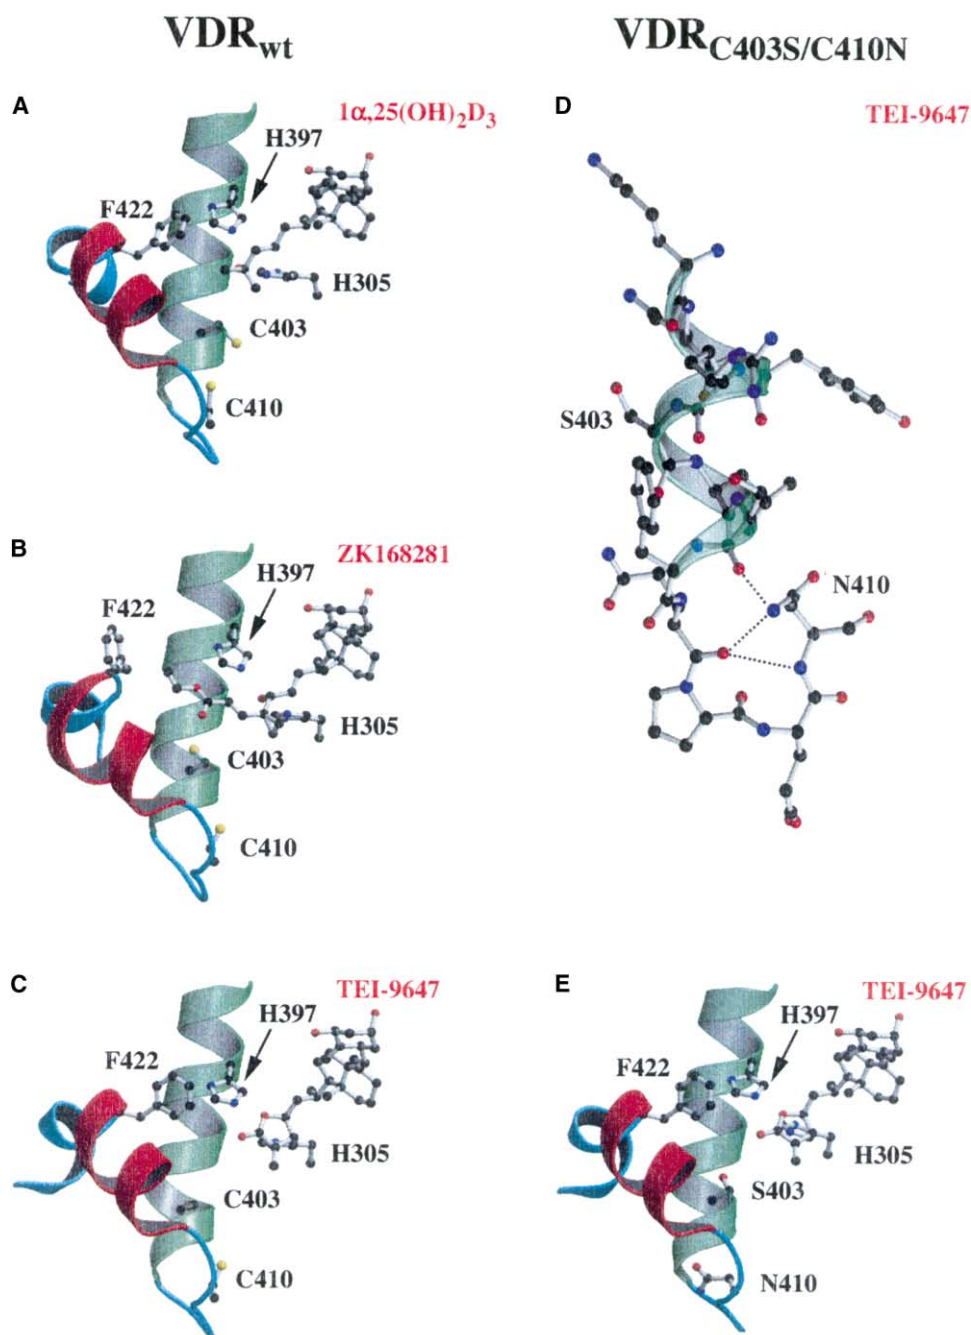 VDRwt
VDRC403S/C410N
A
1α,25(OH)2D3
H397
F422
H305
C403
C410
B
ZK168281
H397
F422
H305
C403
C410
C
TEI-9647
H397
F422
H305
C403
C410
D
TEI-9647
S403
N410
E
TEI-9647
H397
F422
H305
S403
N410